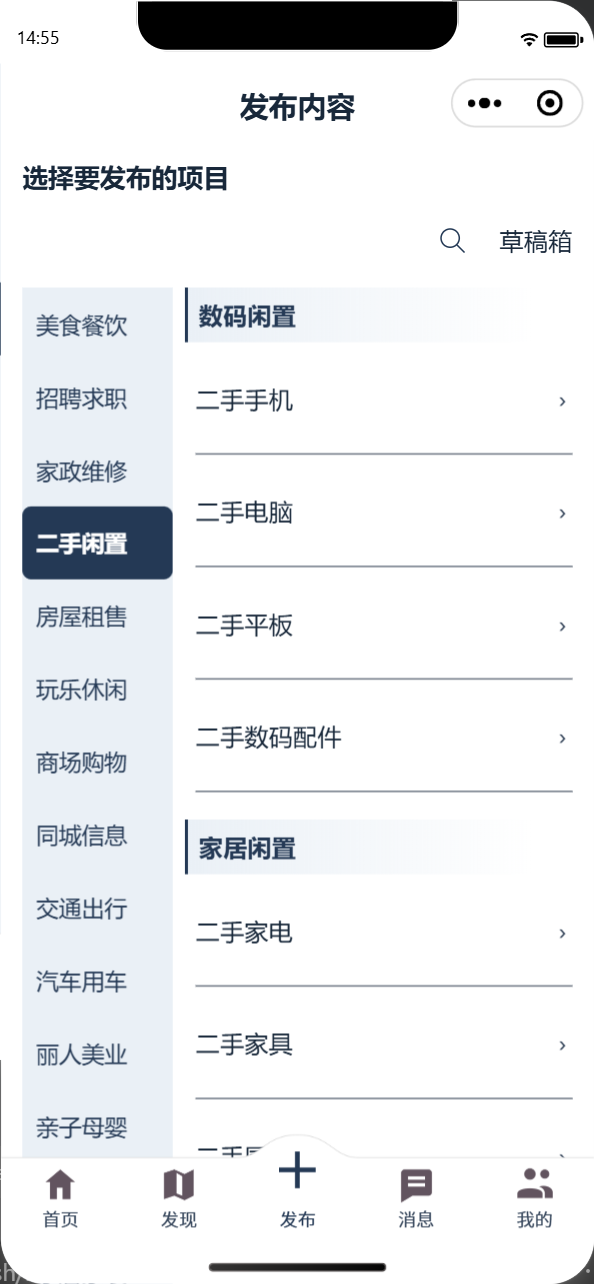 14:55
发布内容
选择要发布的项目
草稿箱
美食餐饮
招聘求职
家政维修
二手闲置
房屋租售
玩乐休闲
商场购物
同城信息
交通出行
汽车用车
丽人美业
亲子母婴
数码闲置
二手手机
二手电脑
二手平板
二手数码配件
家居闲置
二手家电
二手家具
首页
发现
发布
消息
我的